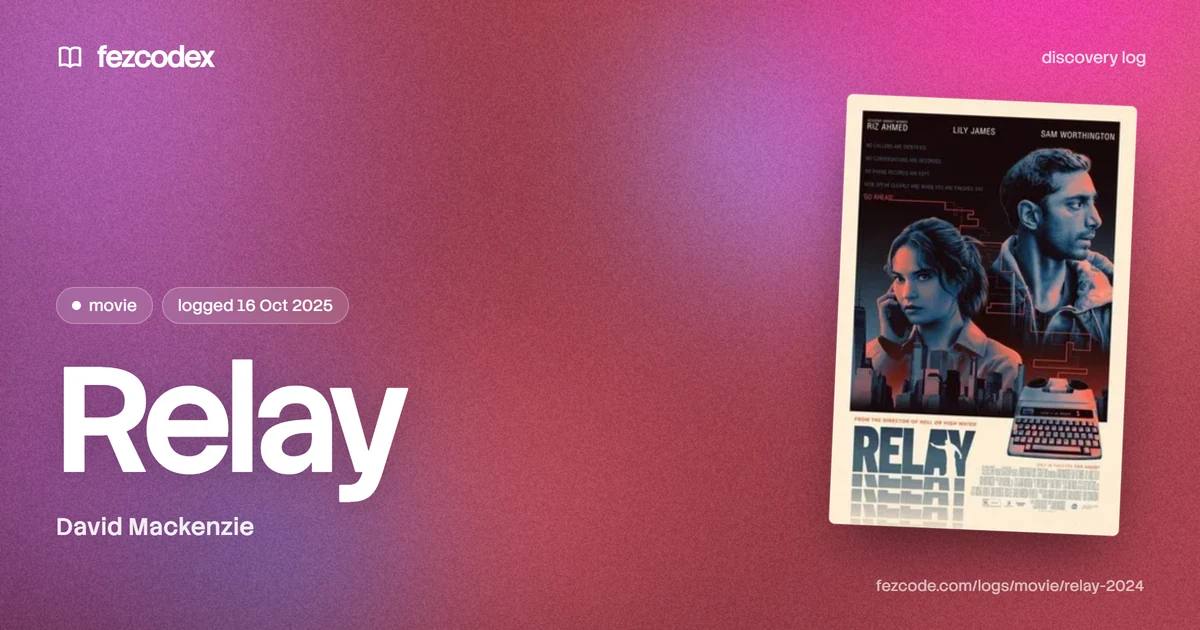 fezcodex
discovery log
RIZ AHMED
LILY JAMES
SAM WORTHINGTON
NO CALLERS ARE IDENTIFIED
NO CONVERSATIONS ARE RECORDED
NO PHONE RECORDS ARE KEPT
NOW, SPEAK CLEARLY AND WHEN YOU ARE FINISHED SAY
GO AHEAD
FROM THE DIRECTOR OF HELL OR HIGH WATER
RELAY
movie
logged 16 Oct 2025
Relay
David Mackenzie
fezcode.com/logs/movie/relay-2024